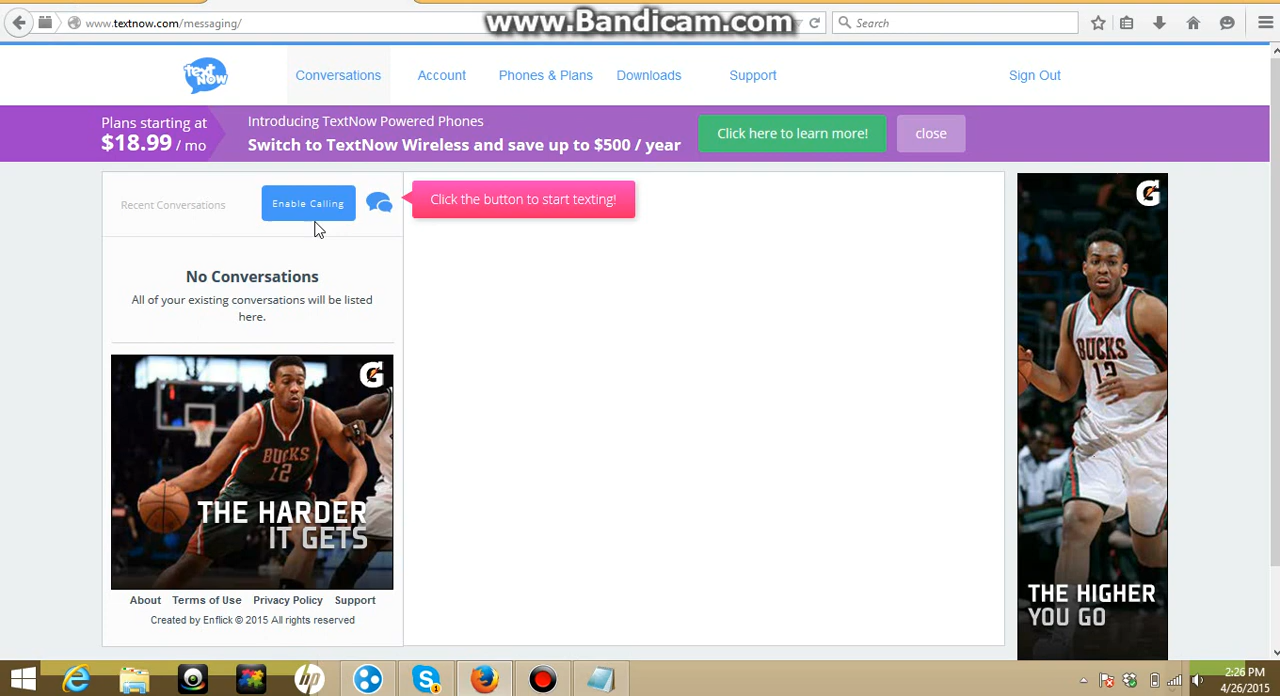 www.Bandicam.com
www.textnow.com/messaging/
Search
text NOW
Conversations
Account
Phones & Plans
Downloads
Support
Sign Out
Plans starting at
$18.99 / mo
Introducing TextNow Powered Phones
Switch to TextNow Wireless and save up to $500 / year
Click here to learn more!
close
Recent Conversations
Enable Calling
Click the button to start texting!
No Conversations
All of your existing conversations will be listed
here.
G
BUCKS
12
THE HARDER
IT GETS
About Terms of Use Privacy Policy Support
Created by Enflick © 2015 All rights reserved
G
BUCKS
12
THE HIGHER
YOU GO
hp
1
2:26 PM
4/26/2015